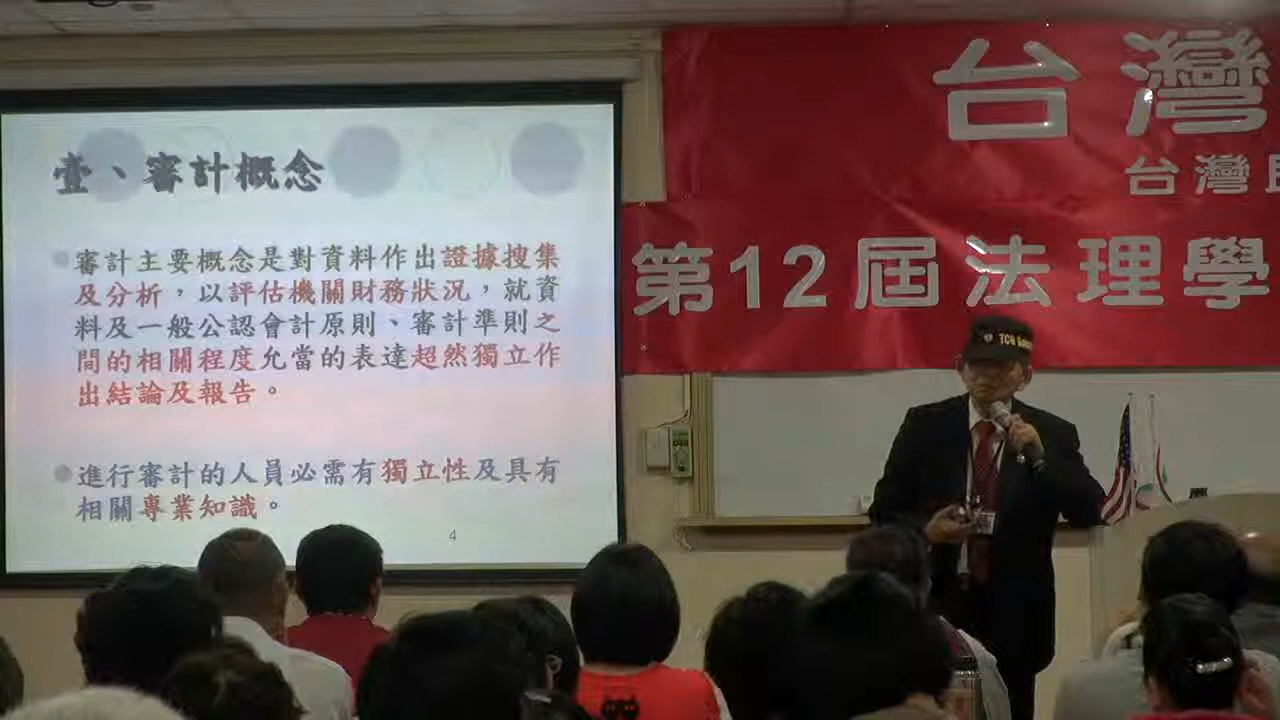 壹、審計概念
審計主要概念是對資料作出證據搜集
及分析，以評估機關財務狀況，就資
料及一般公認會計原則、審計準則之
間的相關程度允當的表達超然獨立作
出結論及報告。
進行審計的人員必需有獨立性及具有
相關專業知識。
4
台灣
台灣
第12屆法理學
TCG